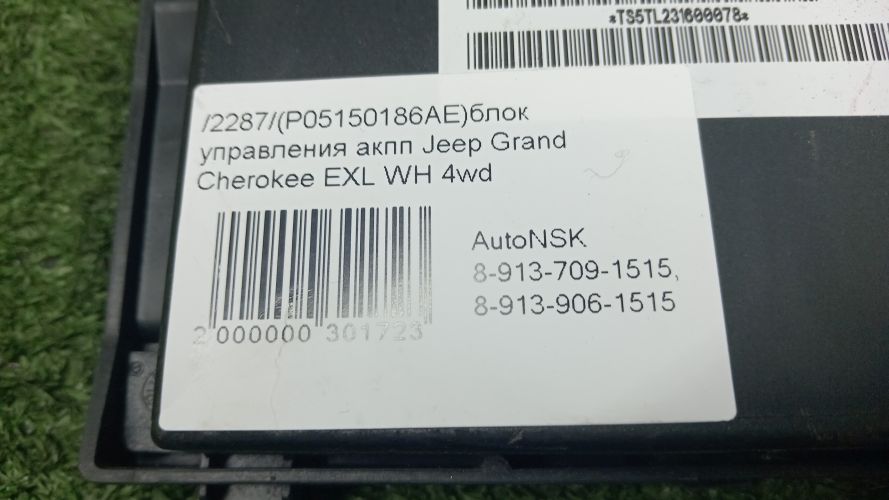 *TS5TL231600078*
/2287/(P05150186AE)блок
управления акпп Jeep Grand
Cherokee EXL WH 4wd
AutoNSK
8-913-709-1515,
8-913-906-1515
2 000000 301723